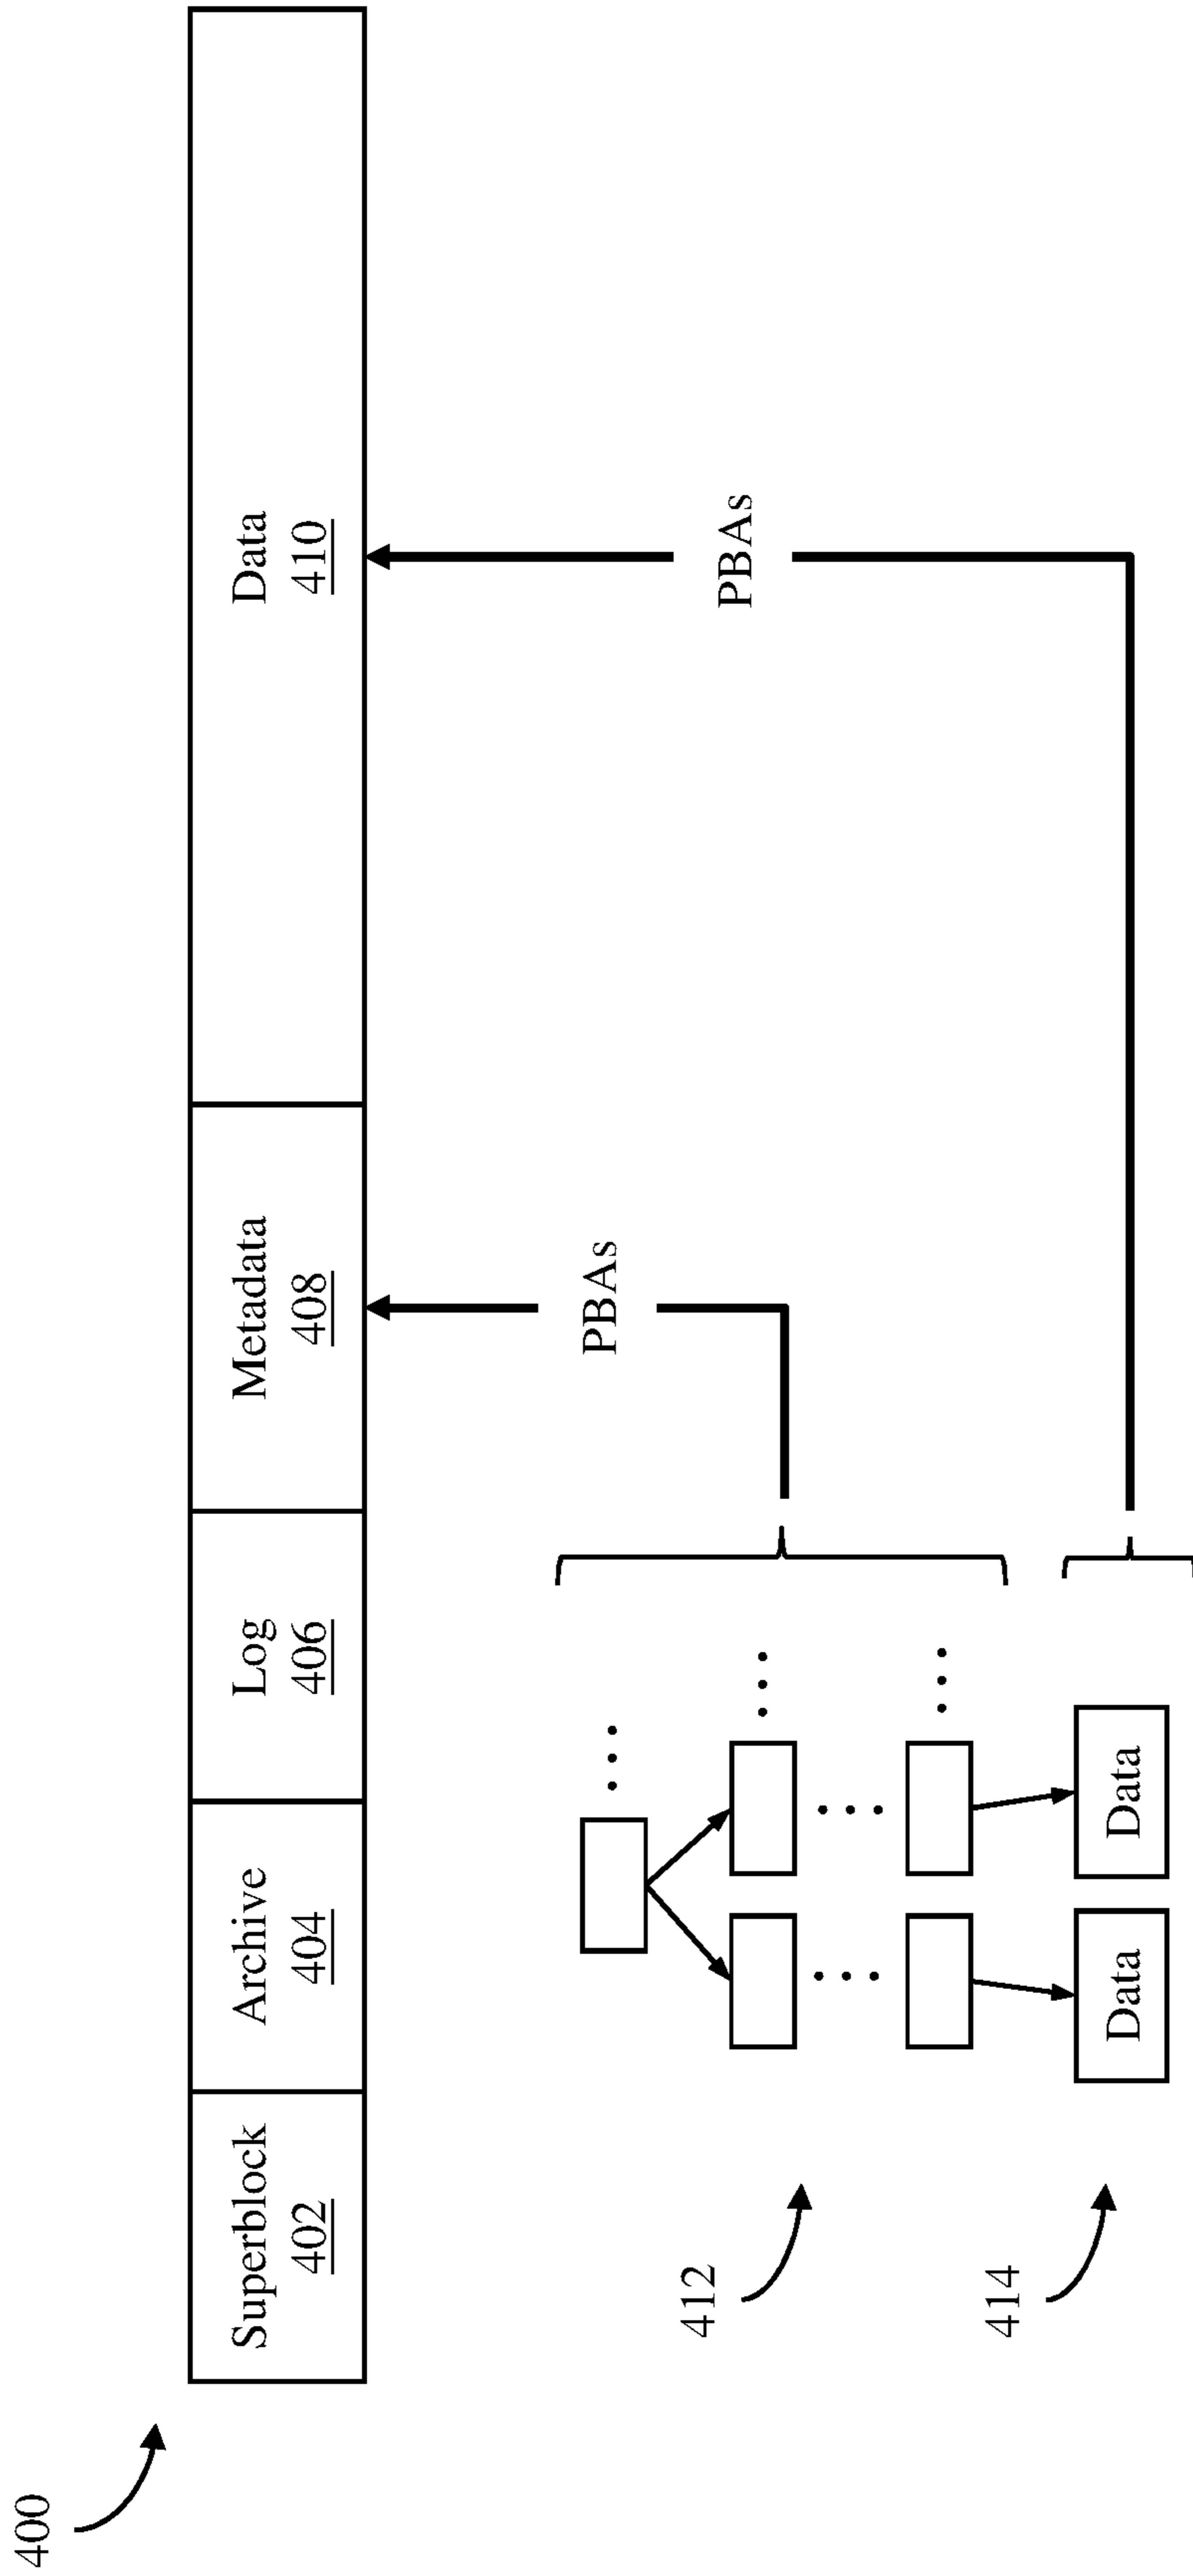 400
Superblock
402
Archive
404
Log
406
Metadata
408
Data
410
PBAs
PBAs
412
414
Data
Data